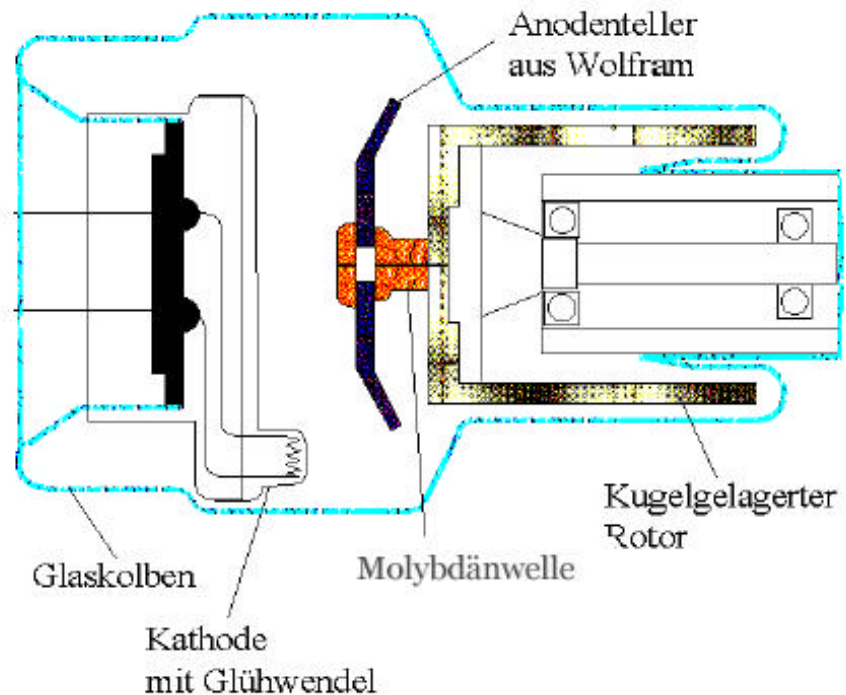 Anodenteller
aus Wolfram
Kugelgelagerter
Rotor
Molybdänwelle
Glaskolben
Kathode
mit Glühwendel